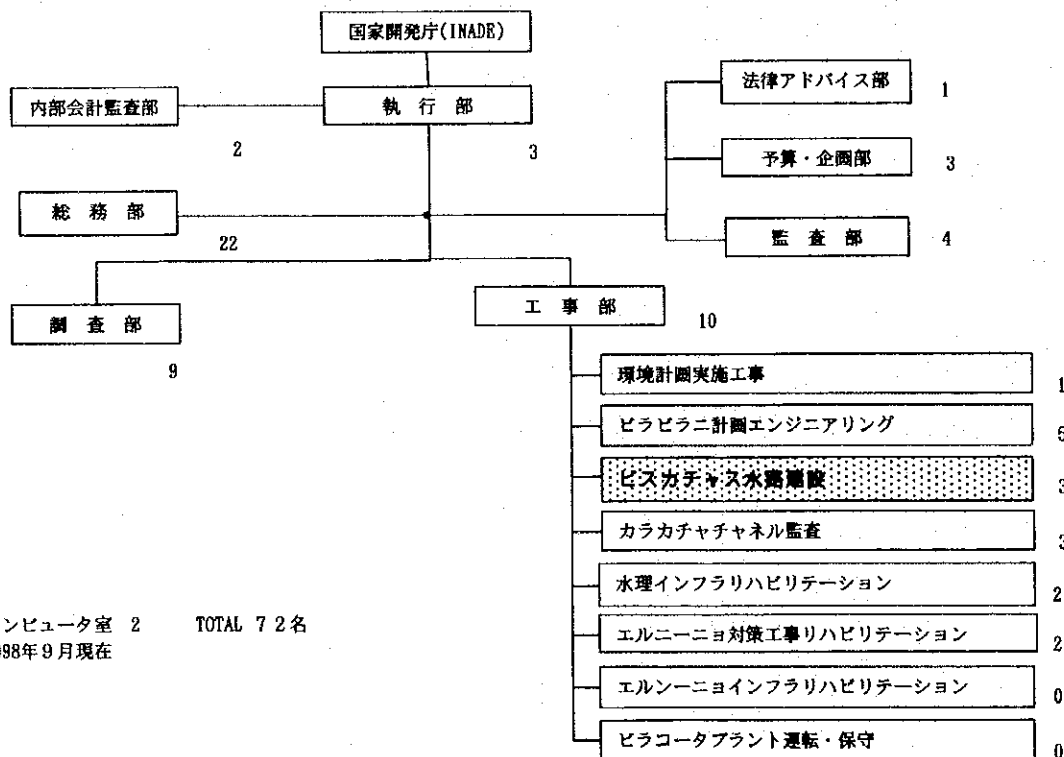 国家開発庁(INADE)
法律アドバイス部 1
内部会計監査部 2
執行部 3
予算・企画部 3
総務部 22
監査部 4
調査部 9
工事部 10
環境計画実施工事 1
ピラピラニ計画エンジニアリング
ビスカチャス水路建設 3
カラカチャチャネル監査 3
水理インフラリハビリテーション 2
エルニーニョ対策工事リハビリテーション 2
エルンーニョインフラリハビリテーション 0
ピラコータプラント運転・保守 0
ンピュータ室 2 TOTAL 72名
98年9月現在